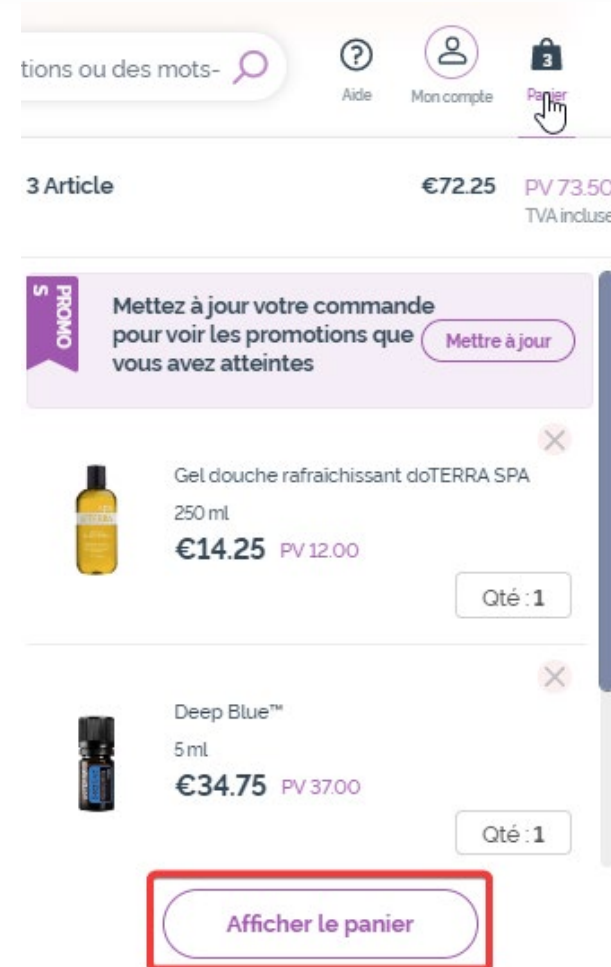 tions ou des mots-
Aide
Mon compte
3
Panier
3 Article
€72.25
PV 73.50
TVA incluse
PROMO
S
Mettez à jour votre commande
pour voir les promotions que
vous avez atteintes
Mettre à jour
Gel douche rafraîchissant doTERRA SPA
250 ml
€14.25 PV 12.00
Qté : 1
Deep Blue™
5 ml
€34.75 PV 37.00
Qté : 1
Afficher le panier